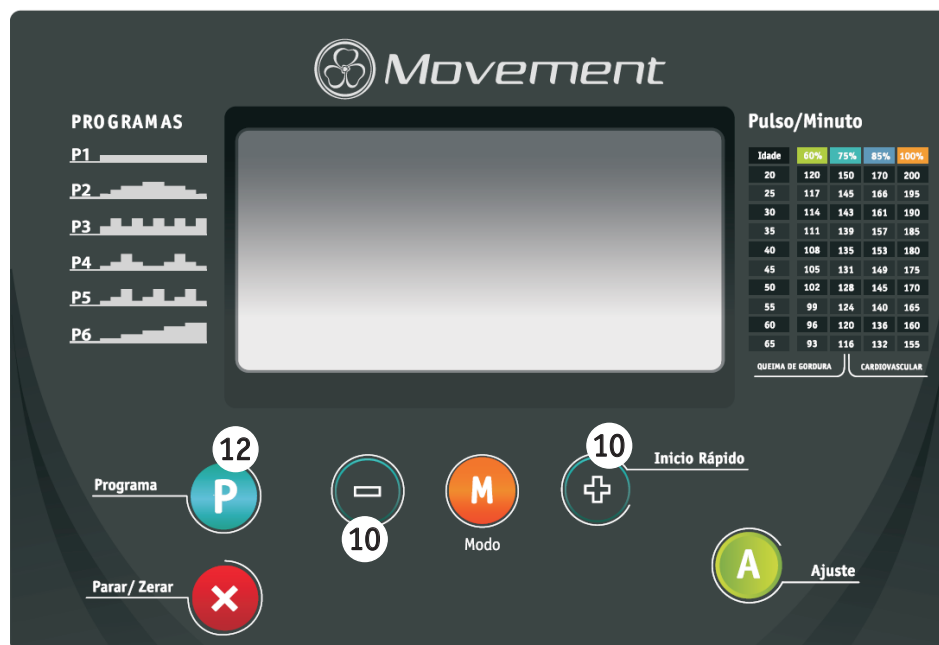 Movement
PROGRAMAS
P1
P2
P3
P4
P5
P6
Pulso/Minuto
Idade 60% 75% 85% 100%
20 120 150 170 200
25 117 145 166 195
30 114 143 161 190
35 111 139 157 185
40 108 135 153 180
45 105 131 149 175
50 102 128 145 170
55 99 124 140 165
60 96 120 136 160
65 93 116 132 155
QUEIMA DE GORDURA CARDIOVASCULAR
12
Programa
P
10
M
Modo
10
Inicio Rápido
Parar/ Zerar
A
Ajuste